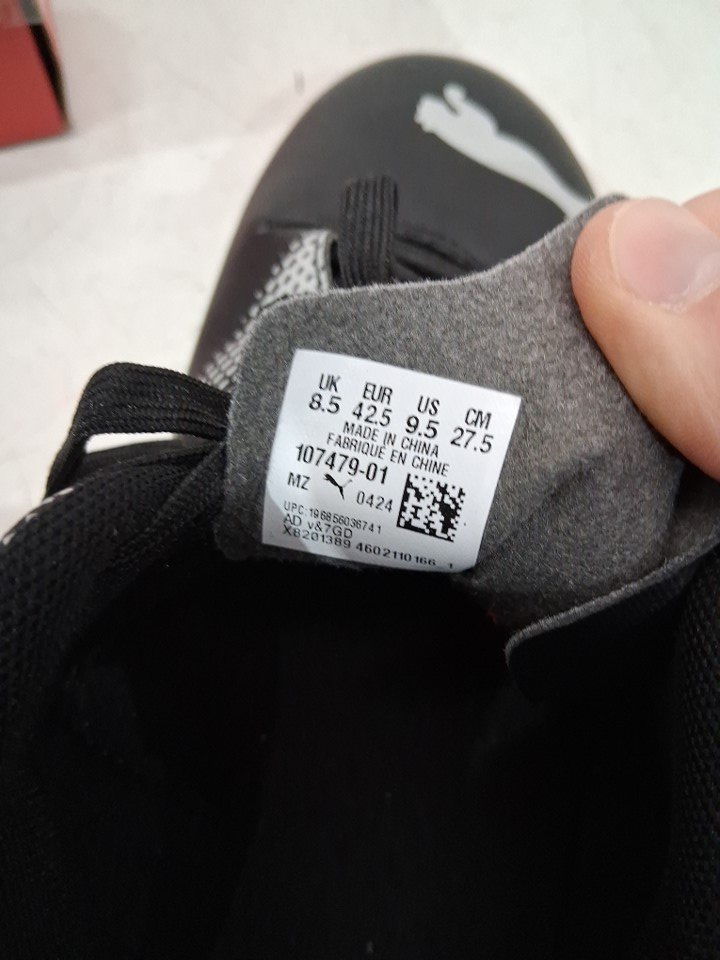 UK EUR US CM
8.5 42.5 9.5 27.5
MADE IN CHINA
FABRIQUÉ EN CHINE
107479-01
MZ 0424
UPC:196856036741
AD v&7GD
X8201389 4602110166 1